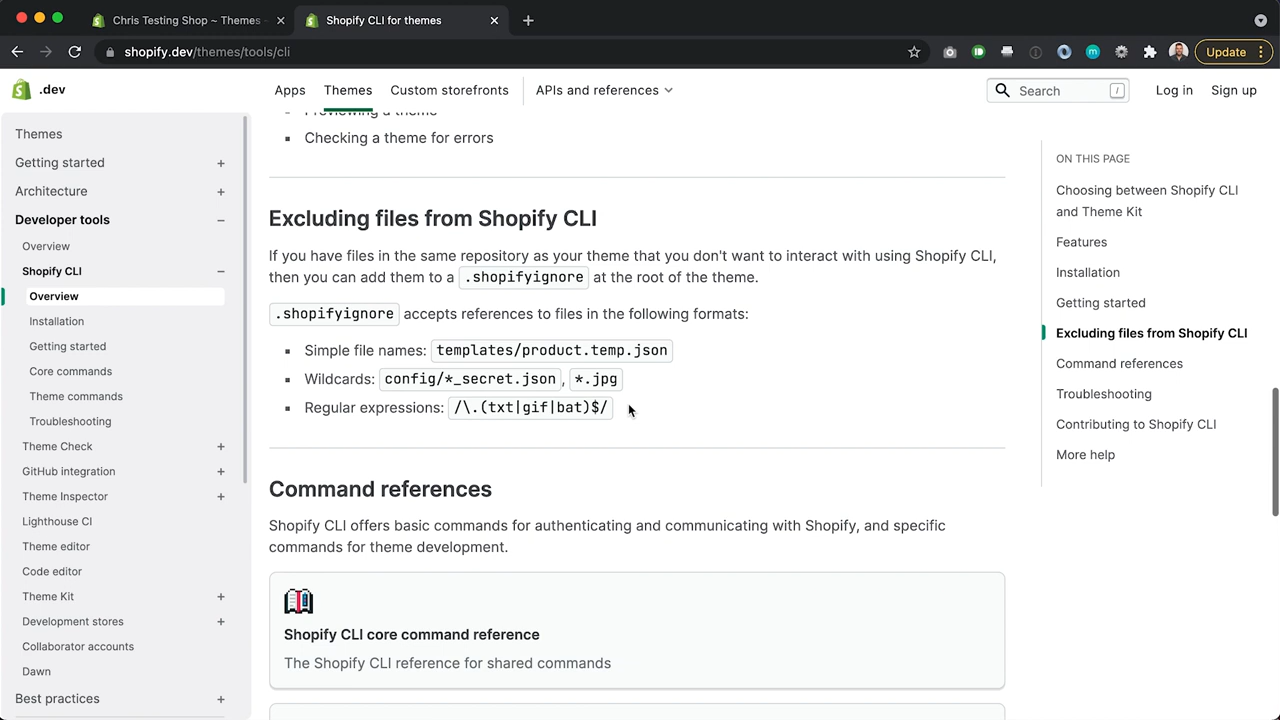 Chris Testing Shop ~ Themes
Shopify CLI for themes
shopify.dev/themes/tools/cli
Update
.dev
Apps
Themes
Custom storefronts
APIs and references
Search
/
Log in
Sign up
Themes
Getting started
Architecture
Developer tools
Overview
Shopify CLI
Overview
Installation
Getting started
Core commands
Theme commands
Troubleshooting
Theme Check
GitHub integration
Theme Inspector
Lighthouse CI
Theme editor
Code editor
Theme Kit
Development stores
Collaborator accounts
Dawn
Best practices
Previewing a theme
Checking a theme for errors
Excluding files from Shopify CLI
If you have files in the same repository as your theme that you don't want to interact with using Shopify CLI,
then you can add them to a .shopifyignore at the root of the theme.
.shopifyignore accepts references to files in the following formats:
Simple file names: templates/product.temp.json
Wildcards: config/*_secret.json, *.jpg
Regular expressions: /\.(txt|gif|bat)$/
Command references
Shopify CLI offers basic commands for authenticating and communicating with Shopify, and specific
commands for theme development.
Shopify CLI core command reference
The Shopify CLI reference for shared commands
ON THIS PAGE
Choosing between Shopify CLI
and Theme Kit
Features
Installation
Getting started
Excluding files from Shopify CLI
Command references
Troubleshooting
Contributing to Shopify CLI
More help